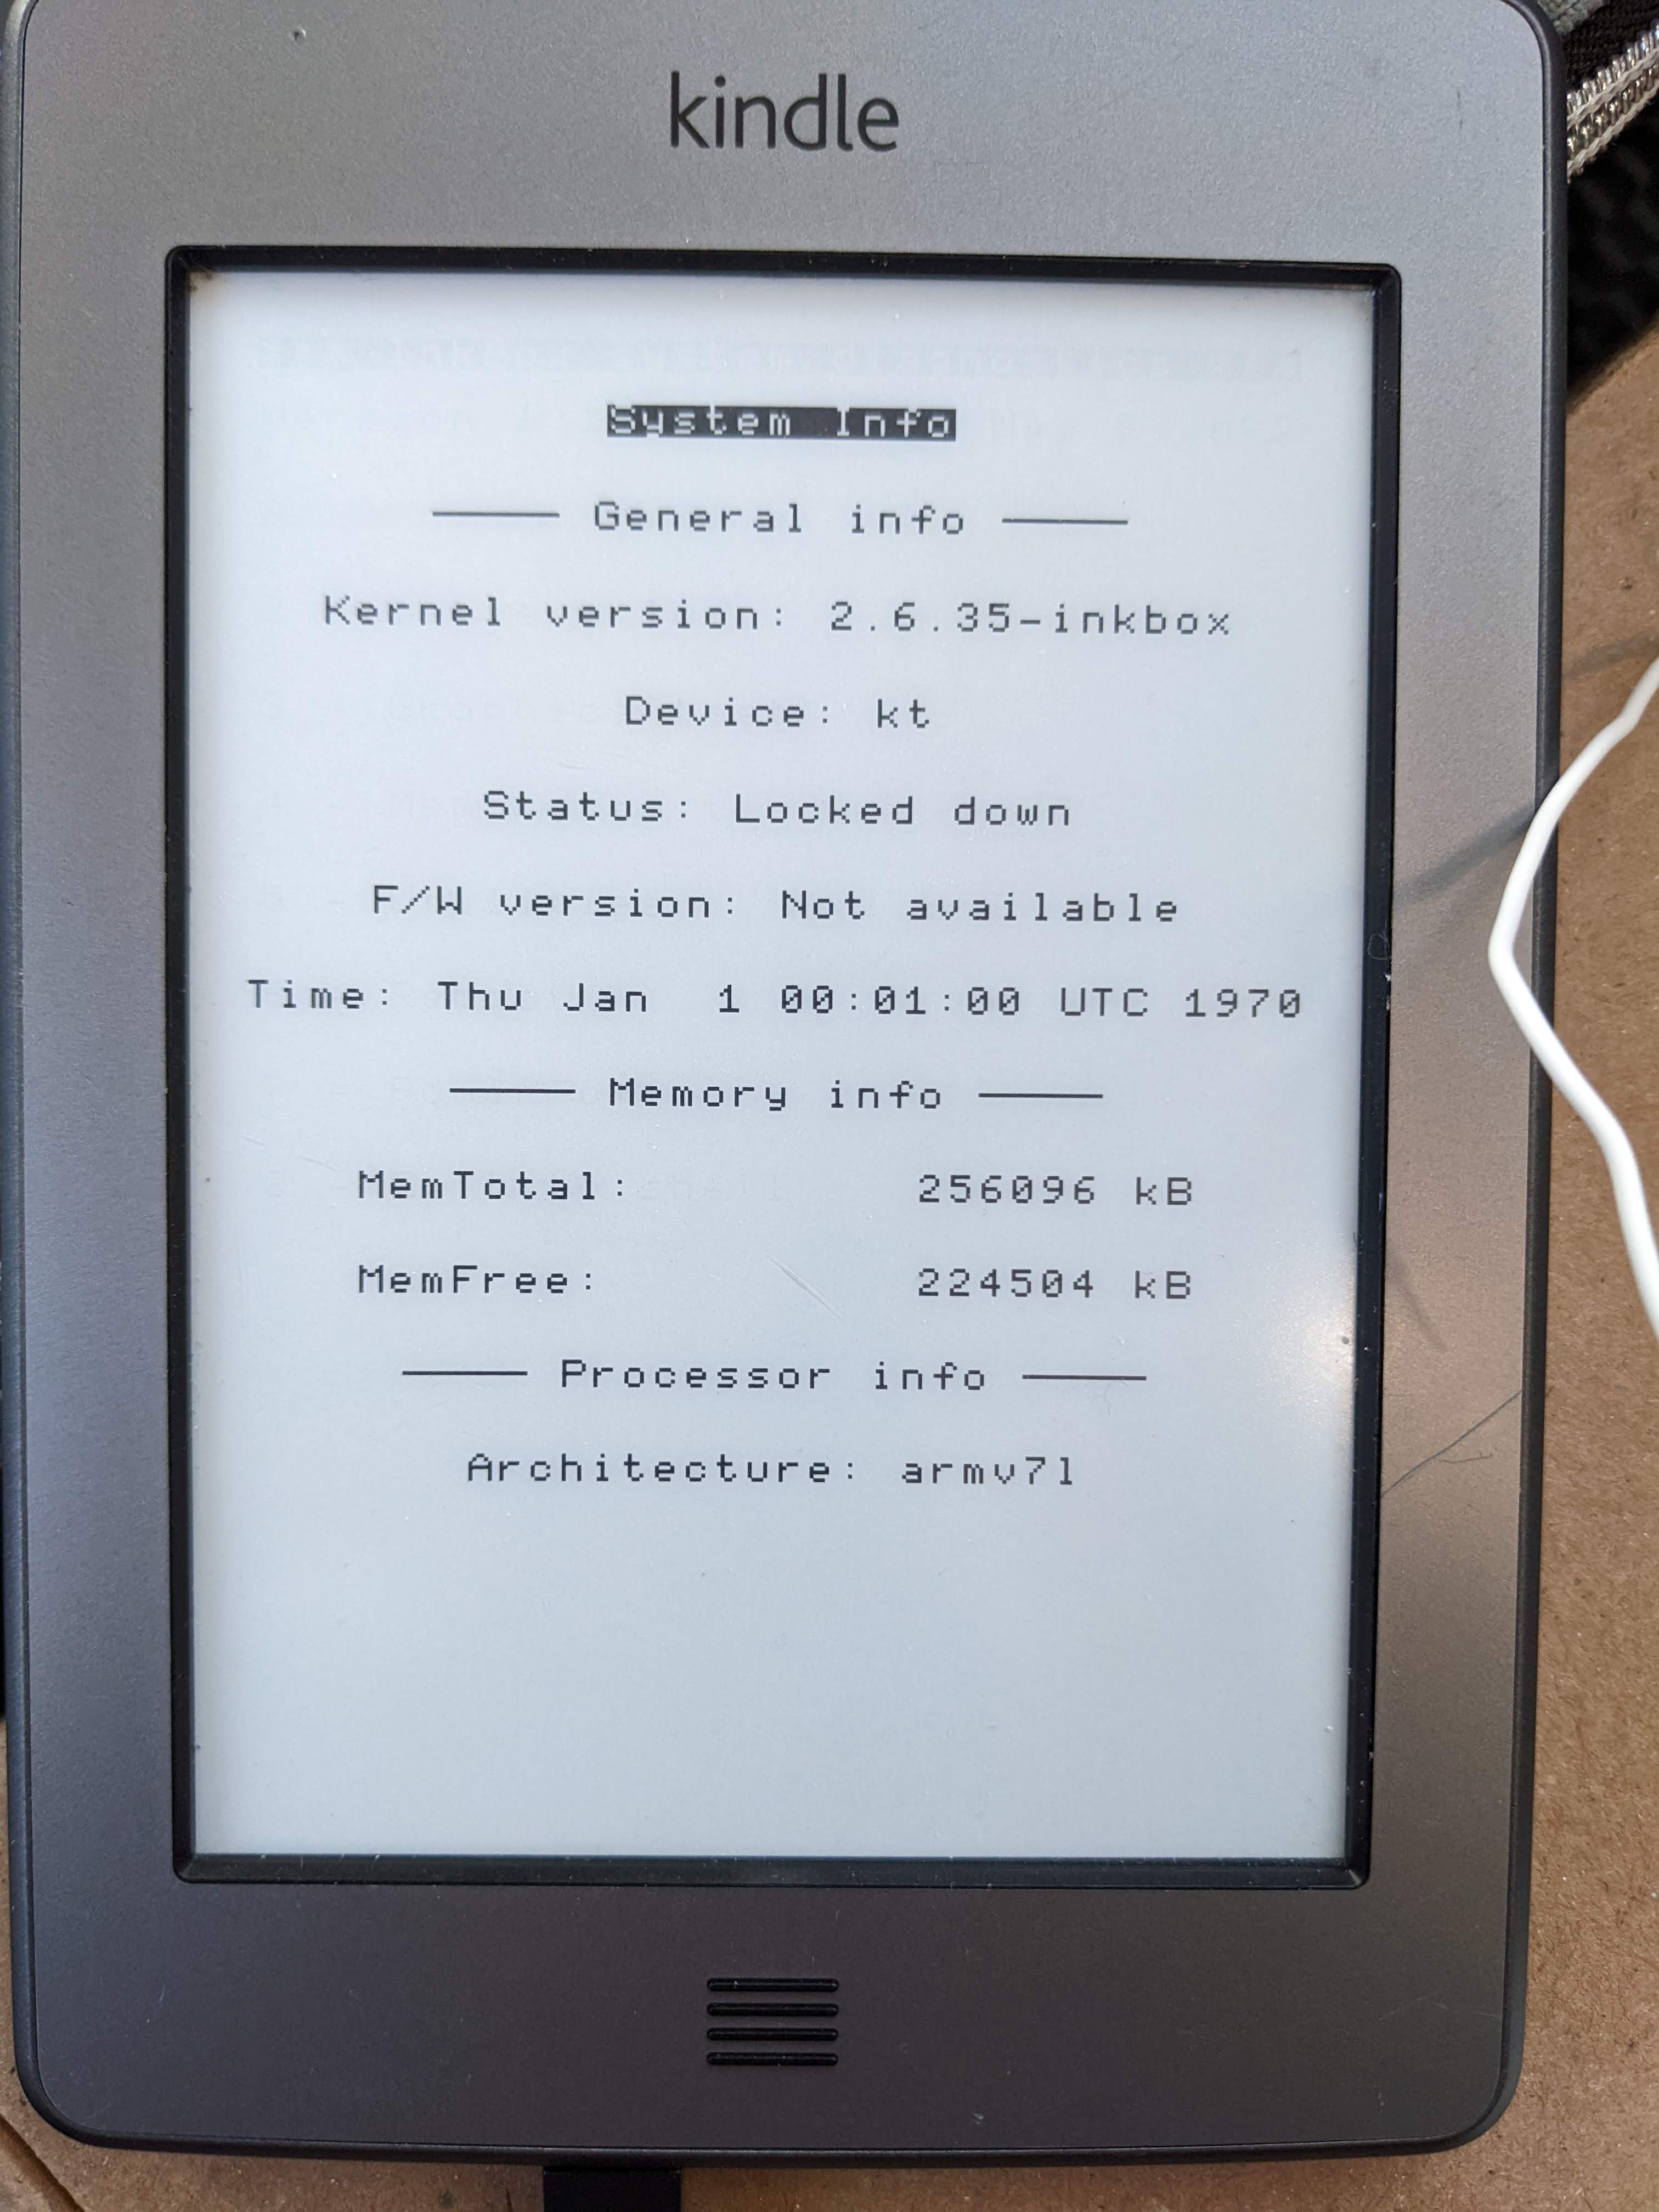 kindle
System Info
——— General info ———
Kernel version: 2.6.35-inkbox
Device: kt
Status: Locked down
F/W version: Not available
Time: Thu Jan  1 00:01:00 UTC 1970
——— Memory info ———
MemTotal:         256096 kB
MemFree:          224504 kB
——— Processor info ———
Architecture: armv7l